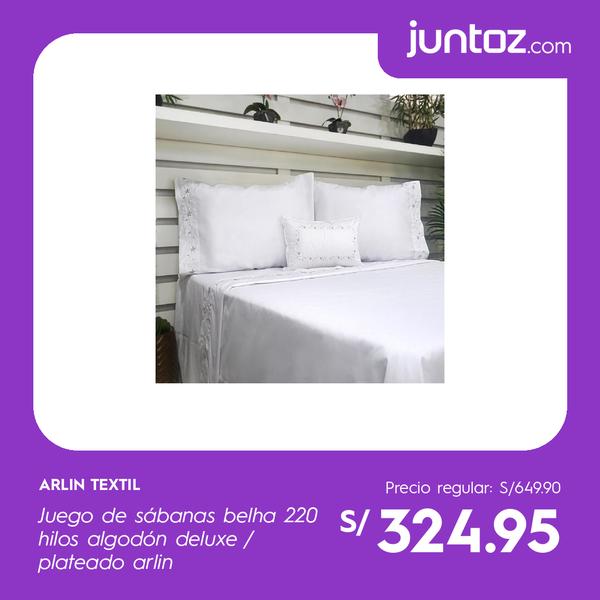 juntoz.com
ARLIN TEXTIL
Juego de sábanas belha 220
hilos algodón deluxe /
plateado arlin
Precio regular: S/649.90
S/324.95